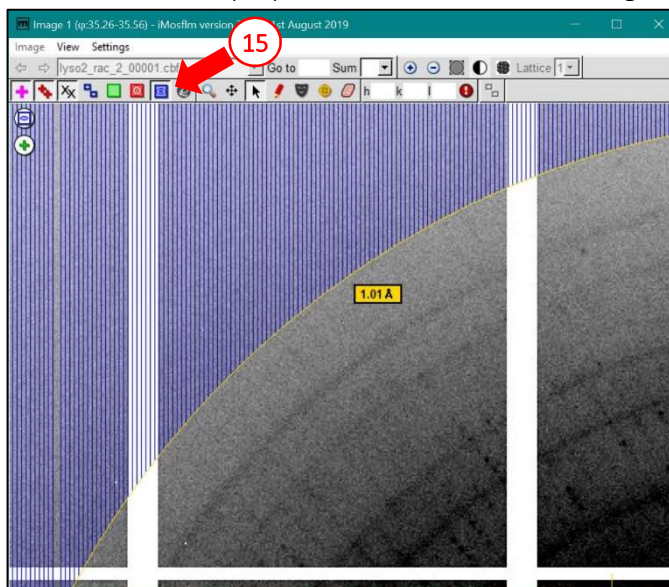 Image 1 (φ:35.26-35.56) - iMosflm version 1st August 2019
Image View Settings
15
lyso2_rac_2_00001.cbf Go to Sum Lattice 1
h k l
1.01 Å